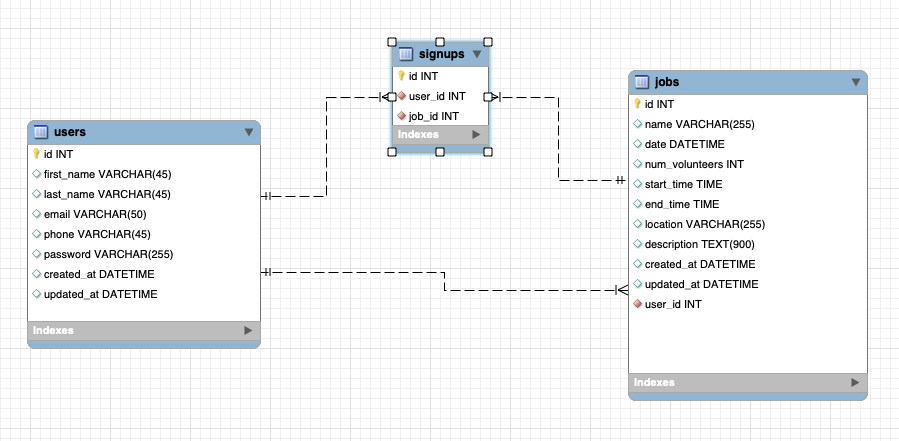 signups
id INT
user_id INT
job_id INT
Indexes
users
id INT
first_name VARCHAR(45)
last_name VARCHAR(45)
email VARCHAR(50)
phone VARCHAR(45)
password VARCHAR(255)
created_at DATETIME
updated_at DATETIME
Indexes
jobs
id INT
name VARCHAR(255)
date DATETIME
num_volunteers INT
start_time TIME
end_time TIME
location VARCHAR(255)
description TEXT(900)
created_at DATETIME
updated_at DATETIME
user_id INT
Indexes